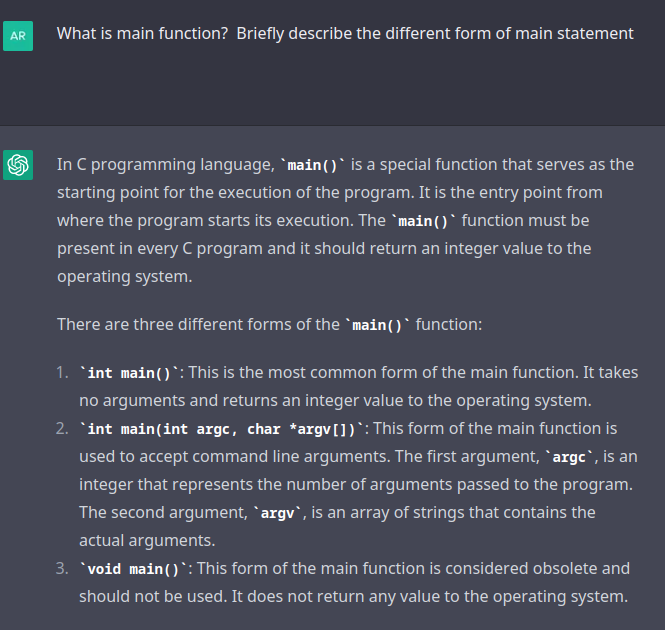 AR
What is main function? Briefly describe the different form of main statement
In C programming language, `main()` is a special function that serves as the
starting point for the execution of the program. It is the entry point from
where the program starts its execution. The `main()` function must be
present in every C program and it should return an integer value to the
operating system.
There are three different forms of the `main()` function:
1. `int main()`: This is the most common form of the main function. It takes
no arguments and returns an integer value to the operating system.
2. `int main(int argc, char *argv[])`: This form of the main function is
used to accept command line arguments. The first argument, `argc`, is an
integer that represents the number of arguments passed to the program.
The second argument, `argv`, is an array of strings that contains the
actual arguments.
3. `void main()`: This form of the main function is considered obsolete and
should not be used. It does not return any value to the operating system.